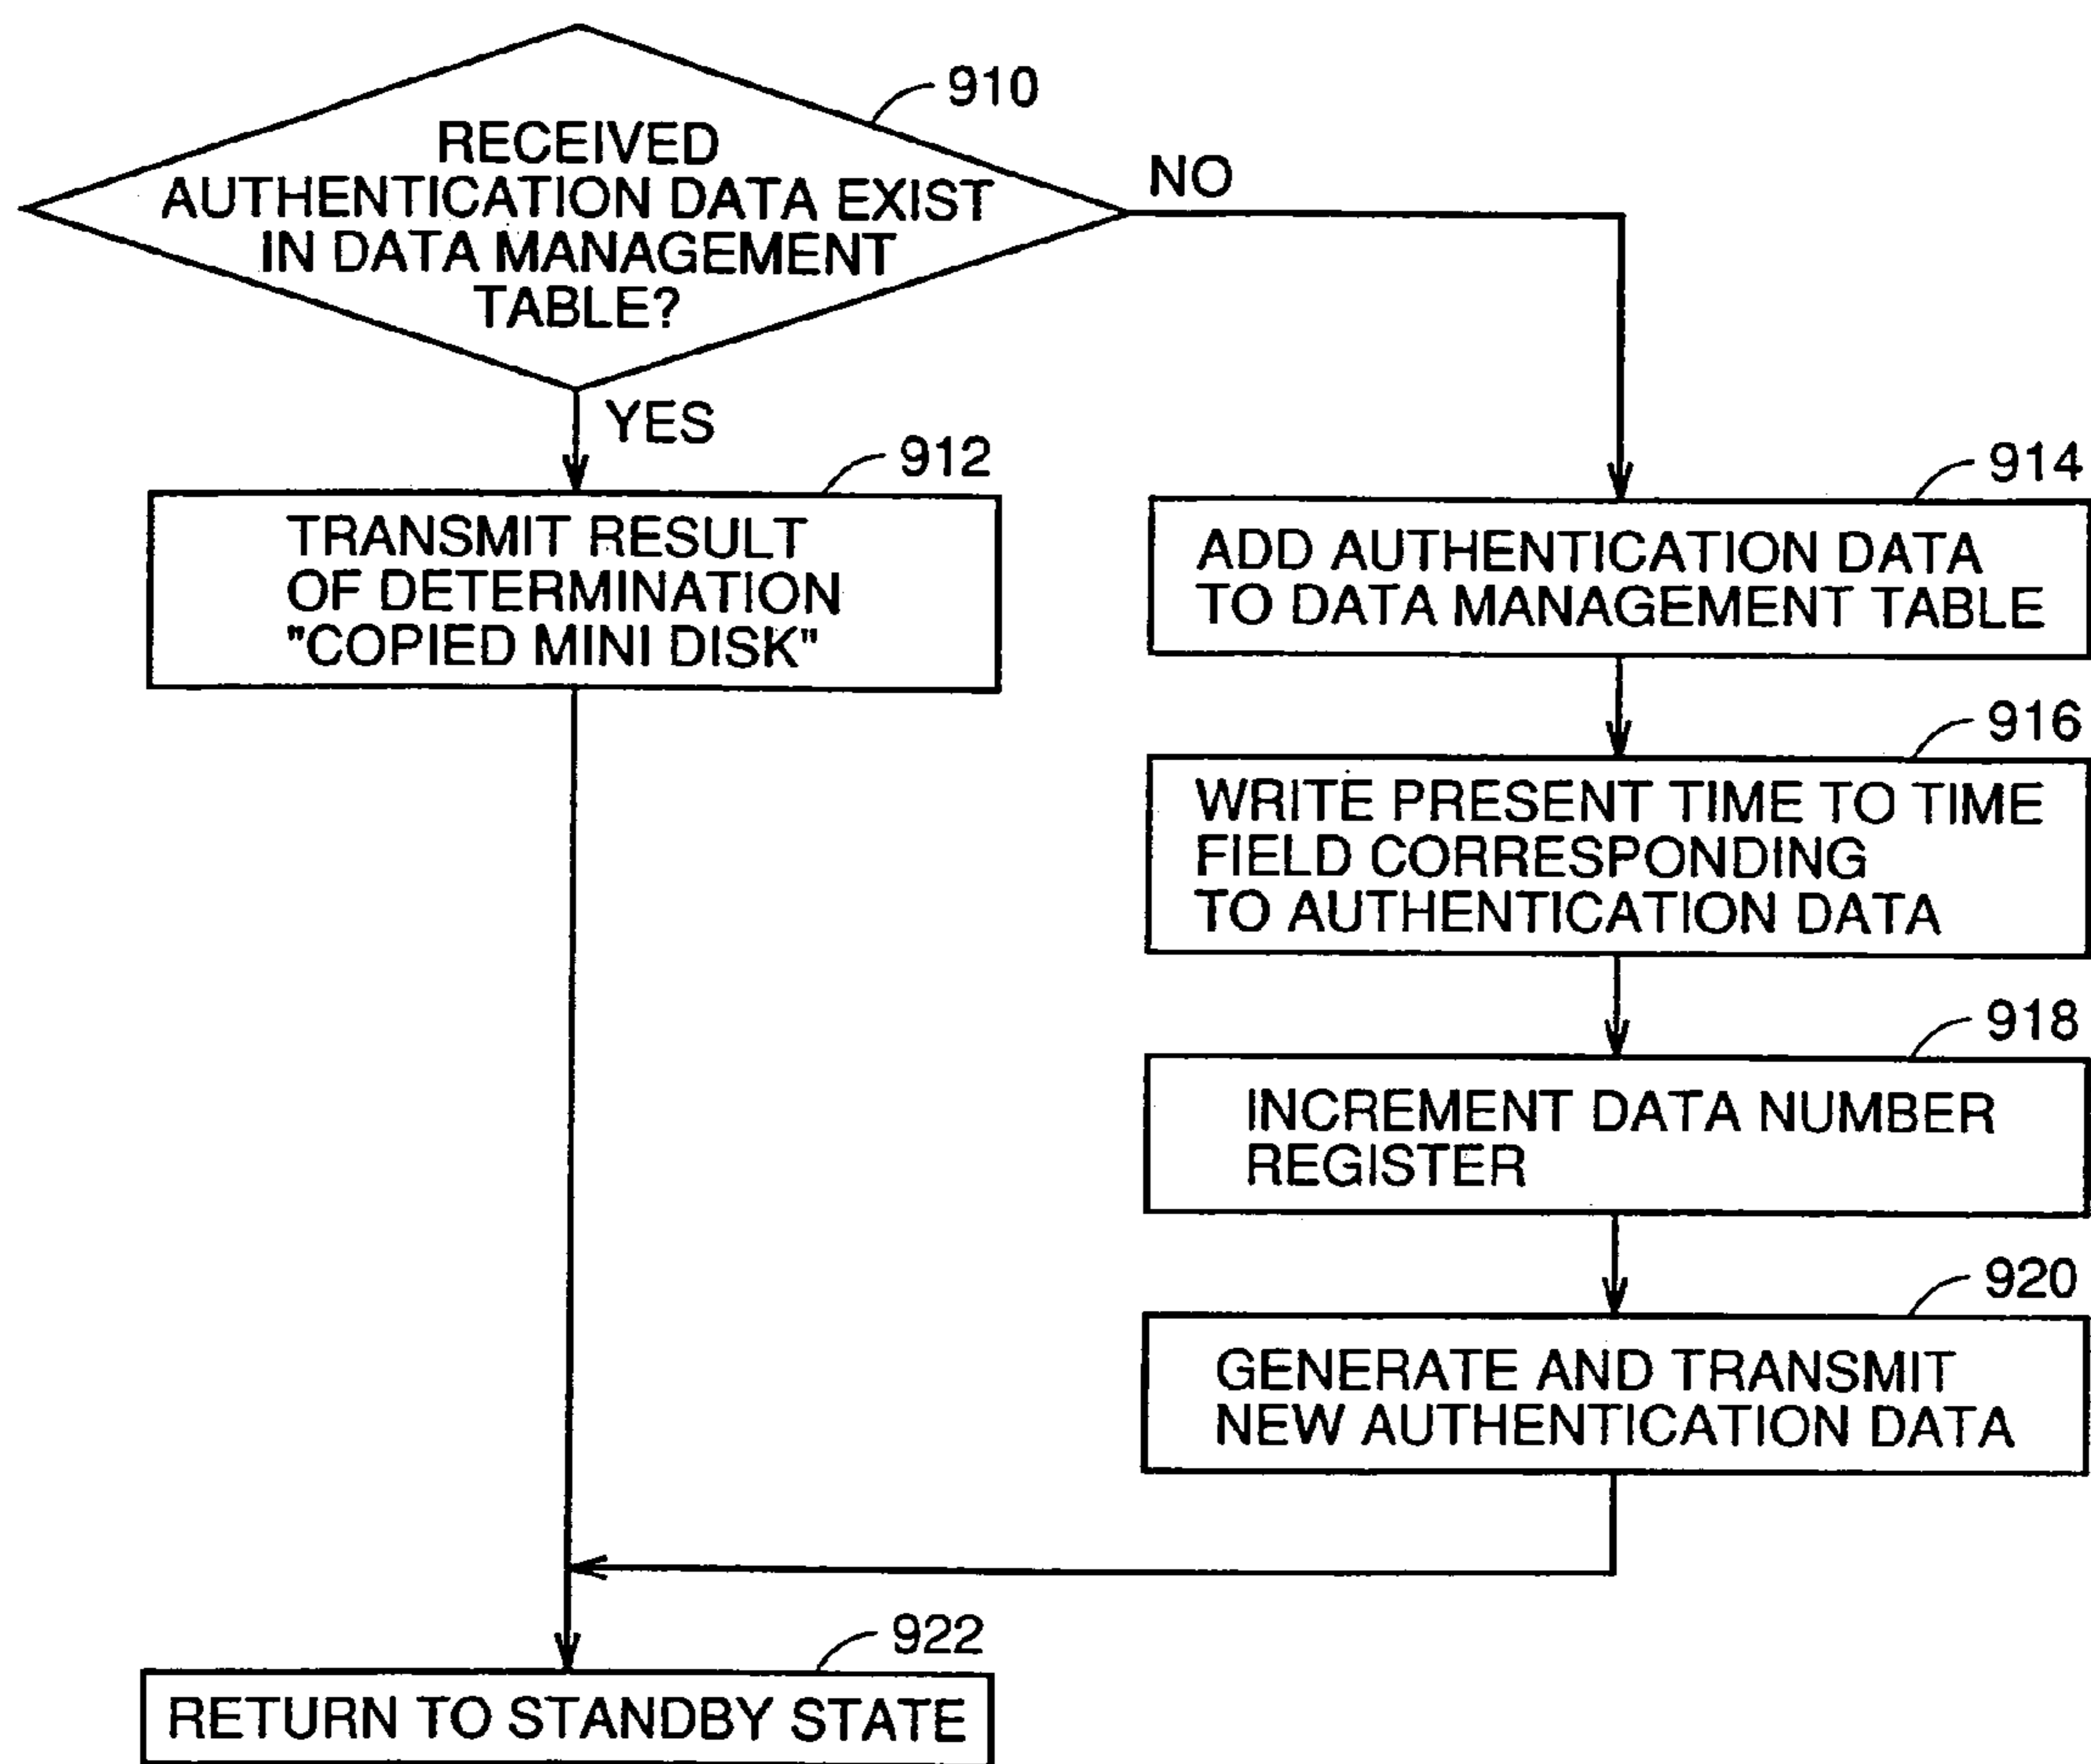 910
RECEIVED
AUTHENTICATION DATA EXIST
IN DATA MANAGEMENT
TABLE?
NO
YES
912
TRANSMIT RESULT
OF DETERMINATION
"COPIED MINI DISK"
914
ADD AUTHENTICATION DATA
TO DATA MANAGEMENT TABLE
916
WRITE PRESENT TIME TO TIME
FIELD CORRESPONDING
TO AUTHENTICATION DATA
918
INCREMENT DATA NUMBER
REGISTER
920
GENERATE AND TRANSMIT
NEW AUTHENTICATION DATA
922
RETURN TO STANDBY STATE